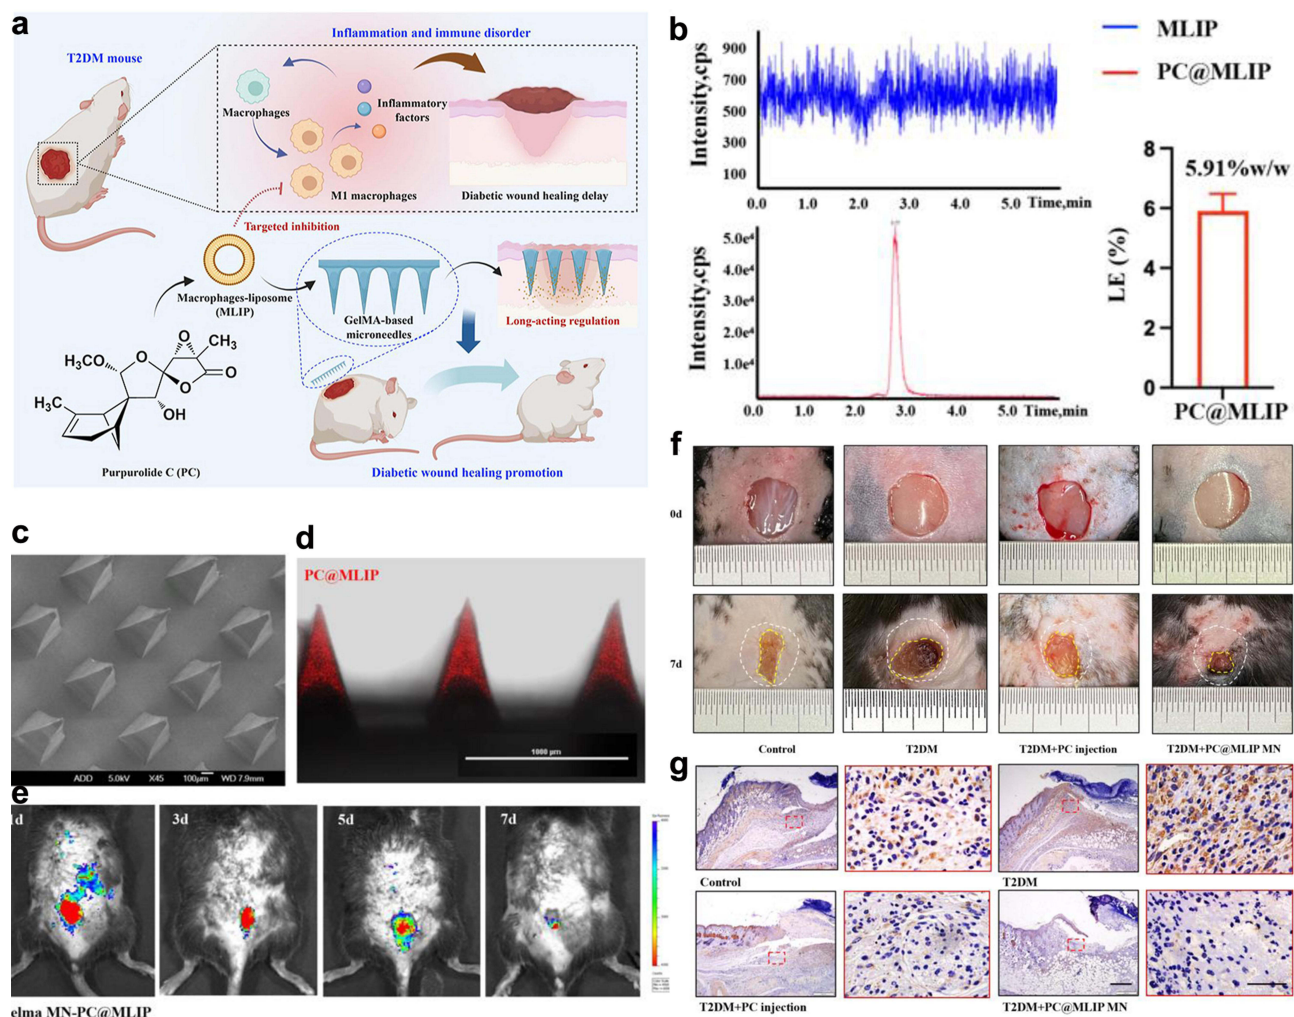 a
Inflammation and immune disorder
T2DM mouse
Macrophages
Inflammatory
factors
M1 macrophages
Diabetic wound healing delay
Targeted inhibition
Macrophages-liposome
(MLIP)
GelMA-based
microneedles
Long-acting regulation
H₃CO
O
O
CH₃
O
O
H₃C
OH
Purpurolide C (PC)
Diabetic wound healing promotion
b
MLIP
PC@MLIP
Intensity,cps
900
700
500
300
100
0.0 1.0 2.0 3.0 4.0 5.0 Time,min
Intensity,cps
5.0e⁴
4.0e⁴
3.0e⁴
2.0e⁴
1.0e⁴
0.0 1.0 2.0 3.0 4.0 5.0 Time,min
LE (%)
8
6
4
2
0
5.91%w/w
PC@MLIP
c
ADD 5.0kV X45 100μm WD 7.9mm
d
PC@MLIP
1000 μm
e
1d
3d
5d
7d
elma MN-PC@MLIP
f
0d
7d
Control
T2DM
T2DM+PC injection
T2DM+PC@MLIP MN
g
Control
T2DM
T2DM+PC injection
T2DM+PC@MLIP MN